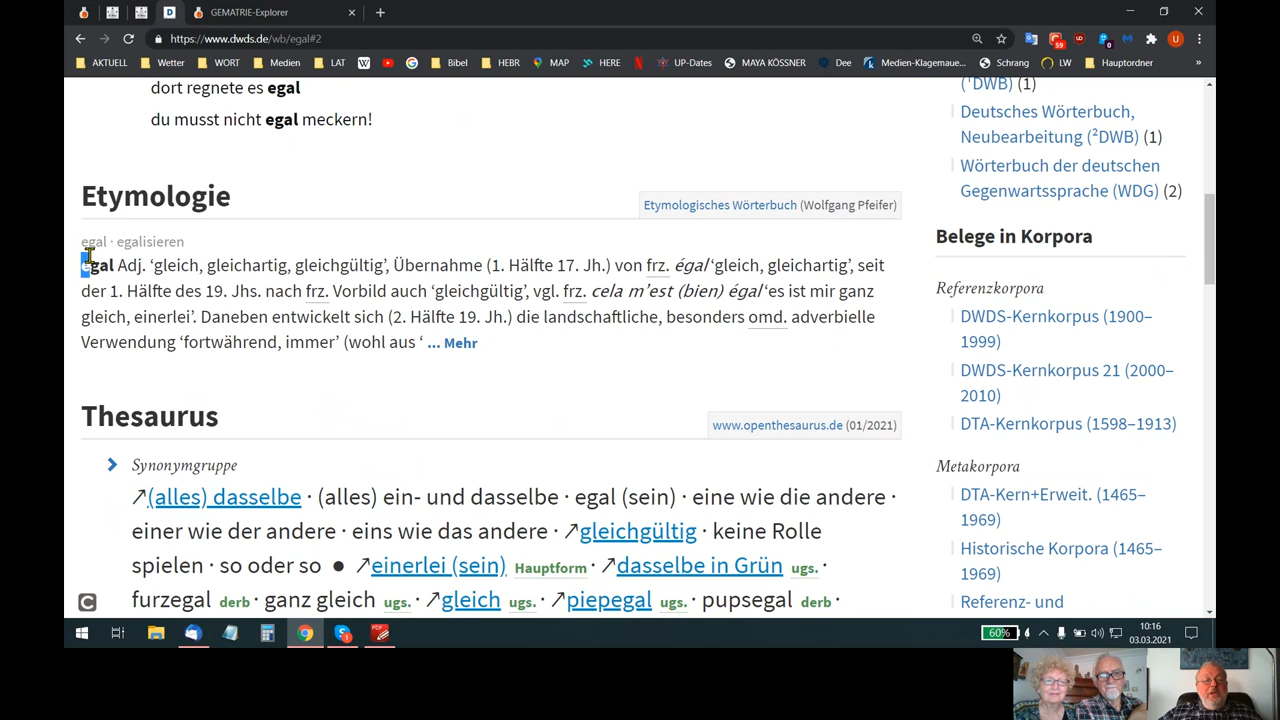 GEMATRIE-Explorer
https://www.dwds.de/wb/egal#2
AKTUELL Wetter WORT Medien LAT Bibel HEBR MAP HERE UP-Dates MAYA KÖSSNER Dee Medien-Klagemaue... Schrang LW Hauptordner »
dort regnete es egal
du musst nicht egal meckern!
Etymologie
Etymologisches Wörterbuch (Wolfgang Pfeifer)
egal · egalisieren
egal Adj. ‘gleich, gleichartig, gleichgültig’, Übernahme (1. Hälfte 17. Jh.) von frz. égal ‘gleich, gleichartig’, seit
der 1. Hälfte des 19. Jhs. nach frz. Vorbild auch ‘gleichgültig’, vgl. frz. cela m’est (bien) égal ‘es ist mir ganz
gleich, einerlei’. Daneben entwickelt sich (2. Hälfte 19. Jh.) die landschaftliche, besonders omd. adverbielle
Verwendung ‘fortwährend, immer’ (wohl aus ‘ ... Mehr
Thesaurus
www.openthesaurus.de (01/2021)
Synonymgruppe
↗(alles) dasselbe · (alles) ein- und dasselbe · egal (sein) · eine wie die andere ·
einer wie der andere · eins wie das andere · ↗gleichgültig · keine Rolle
spielen · so oder so ● ↗einerlei (sein) Hauptform · ↗dasselbe in Grün ugs. ·
furzegal derb · ganz gleich ugs. · ↗gleich ugs. · ↗piepegal ugs. · pupsegal derb ·
(¹DWB) (1)
Deutsches Wörterbuch,
Neubearbeitung (²DWB) (1)
Wörterbuch der deutschen
Gegenwartssprache (WDG) (2)
Belege in Korpora
Referenzkorpora
DWDS-Kernkorpus (1900–
1999)
DWDS-Kernkorpus 21 (2000–
2010)
DTA-Kernkorpus (1598–1913)
Metakorpora
DTA-Kern+Erweit. (1465–
1969)
Historische Korpora (1465–
1969)
Referenz- und
60%
10:16
03.03.2021